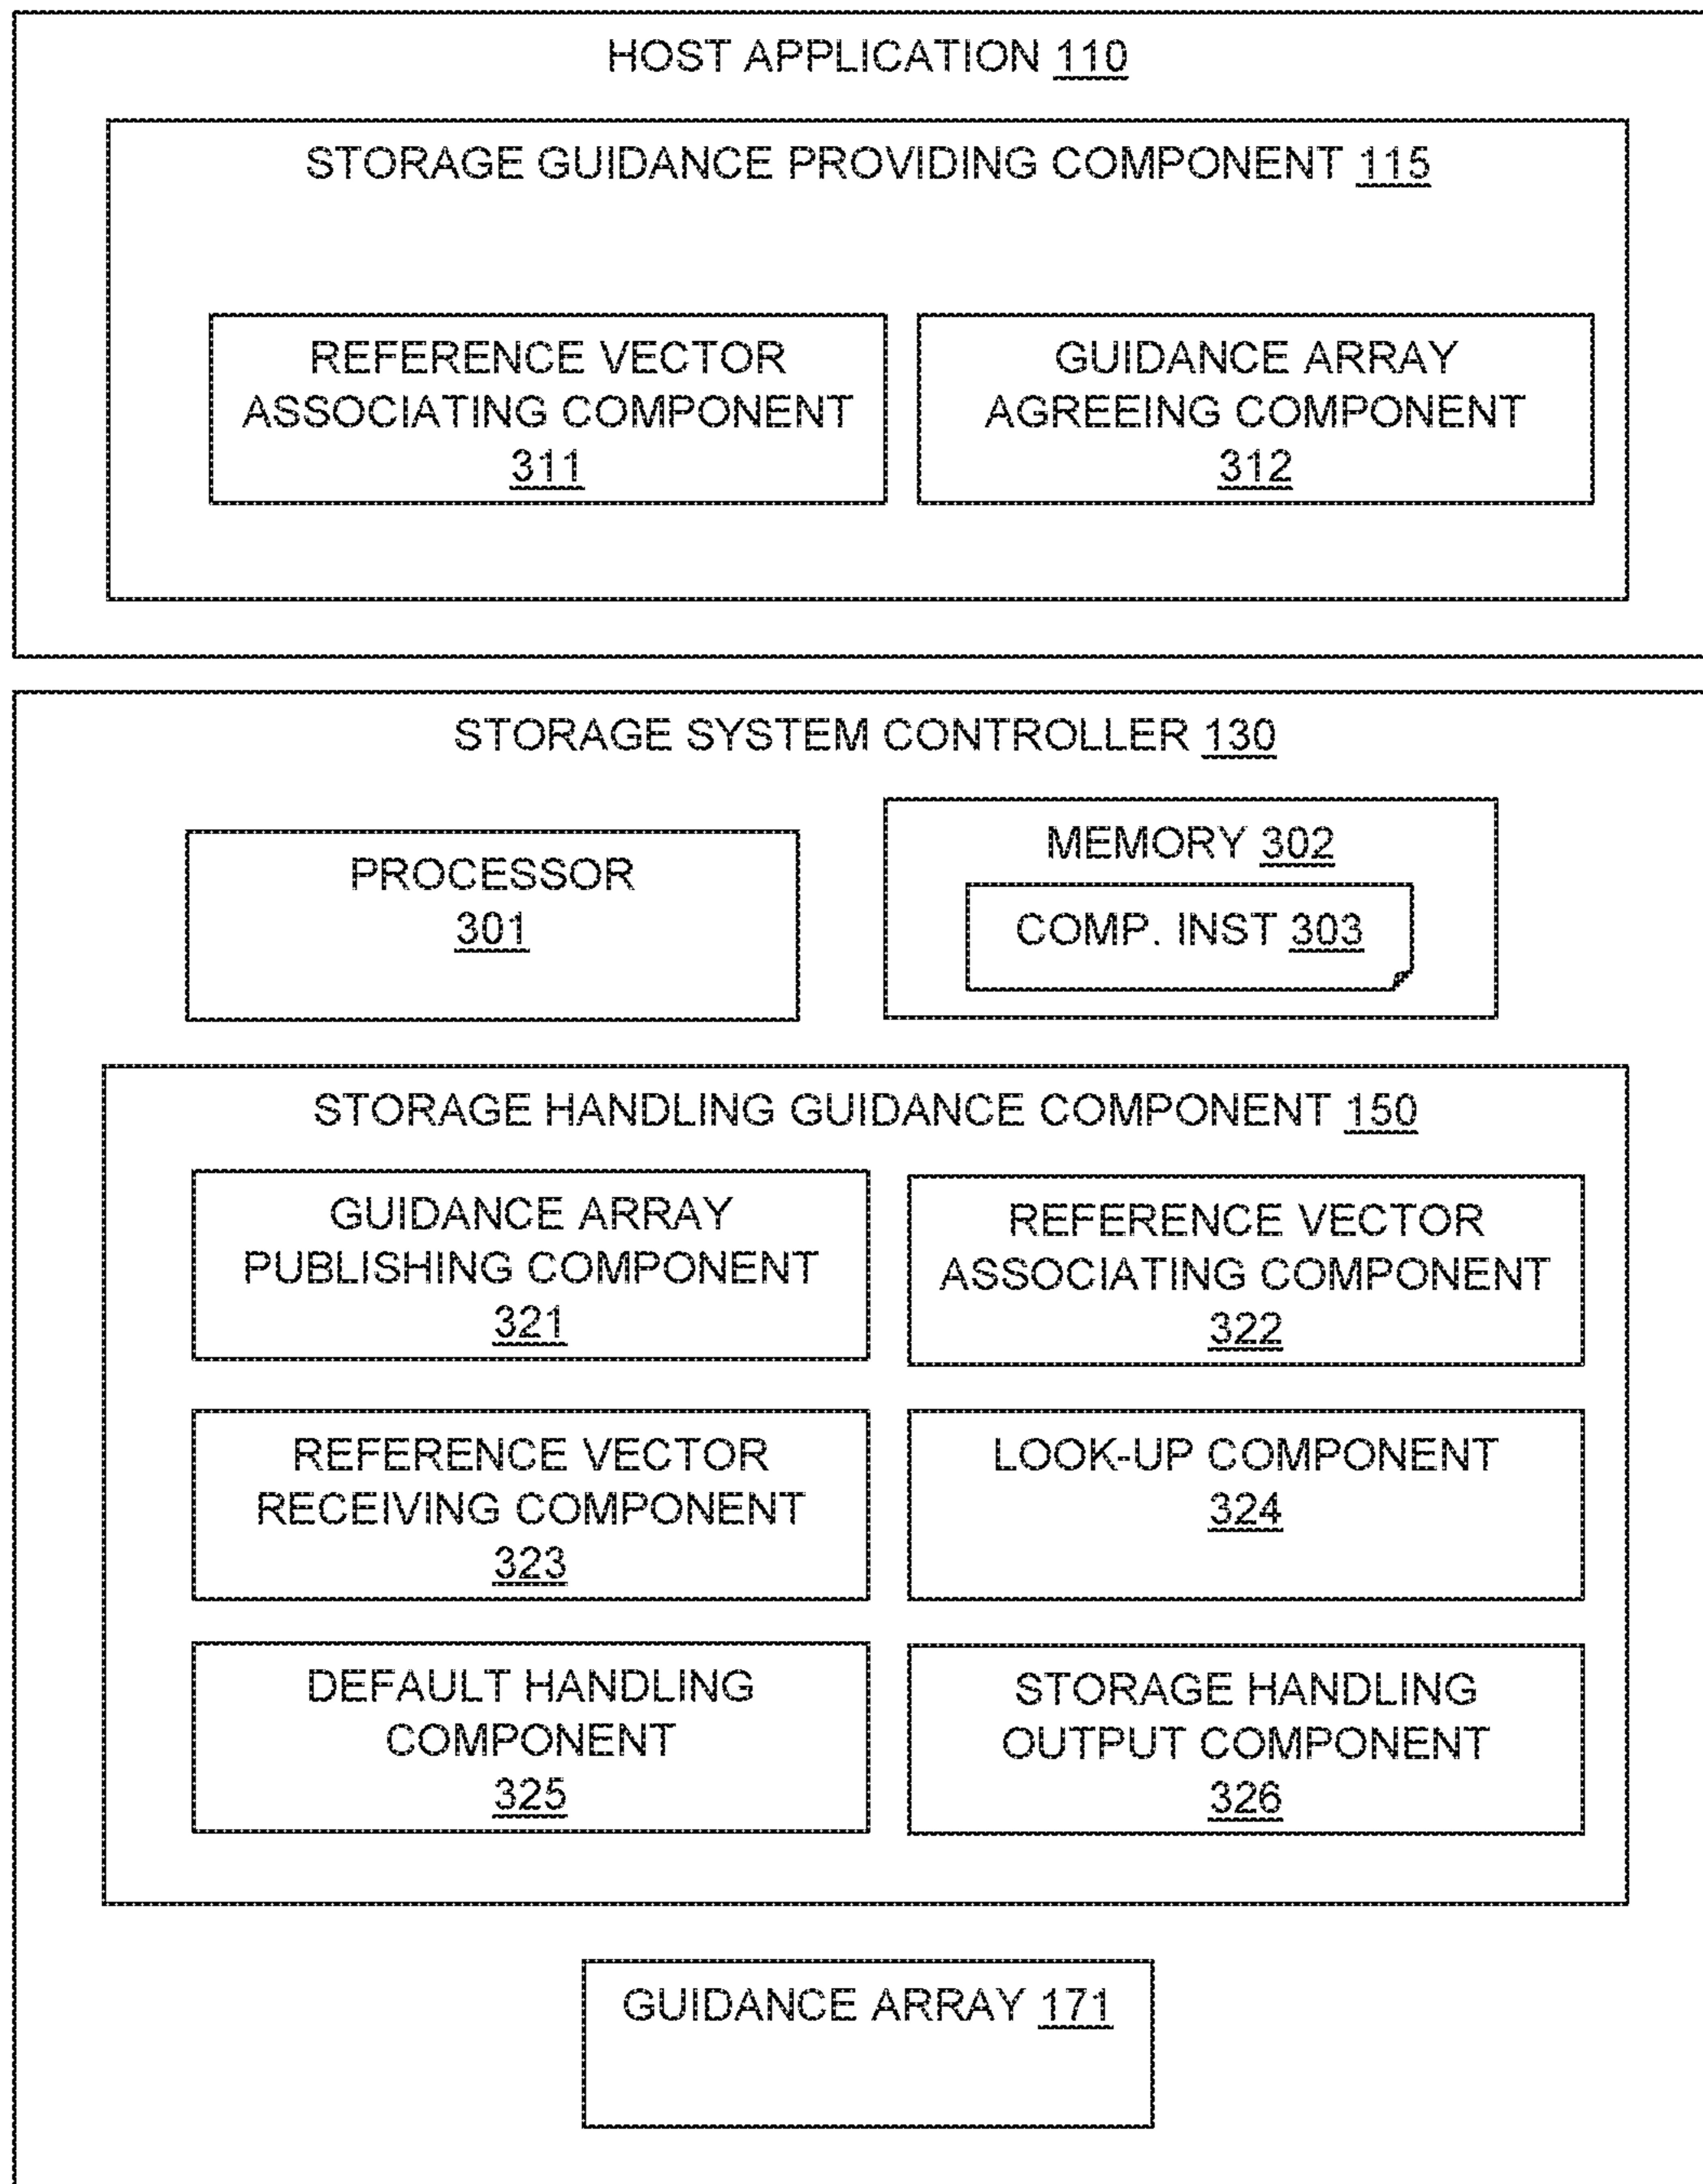 HOST APPLICATION 110
STORAGE GUIDANCE PROVIDING COMPONENT 115
REFERENCE VECTOR
ASSOCIATING COMPONENT
311
GUIDANCE ARRAY
AGREEING COMPONENT
312
STORAGE SYSTEM CONTROLLER 130
PROCESSOR
301
MEMORY 302
COMP. INST 303
STORAGE HANDLING GUIDANCE COMPONENT 150
GUIDANCE ARRAY
PUBLISHING COMPONENT
321
REFERENCE VECTOR
ASSOCIATING COMPONENT
322
REFERENCE VECTOR
RECEIVING COMPONENT
323
LOOK-UP COMPONENT
324
DEFAULT HANDLING
COMPONENT
325
STORAGE HANDLING
OUTPUT COMPONENT
326
GUIDANCE ARRAY 171